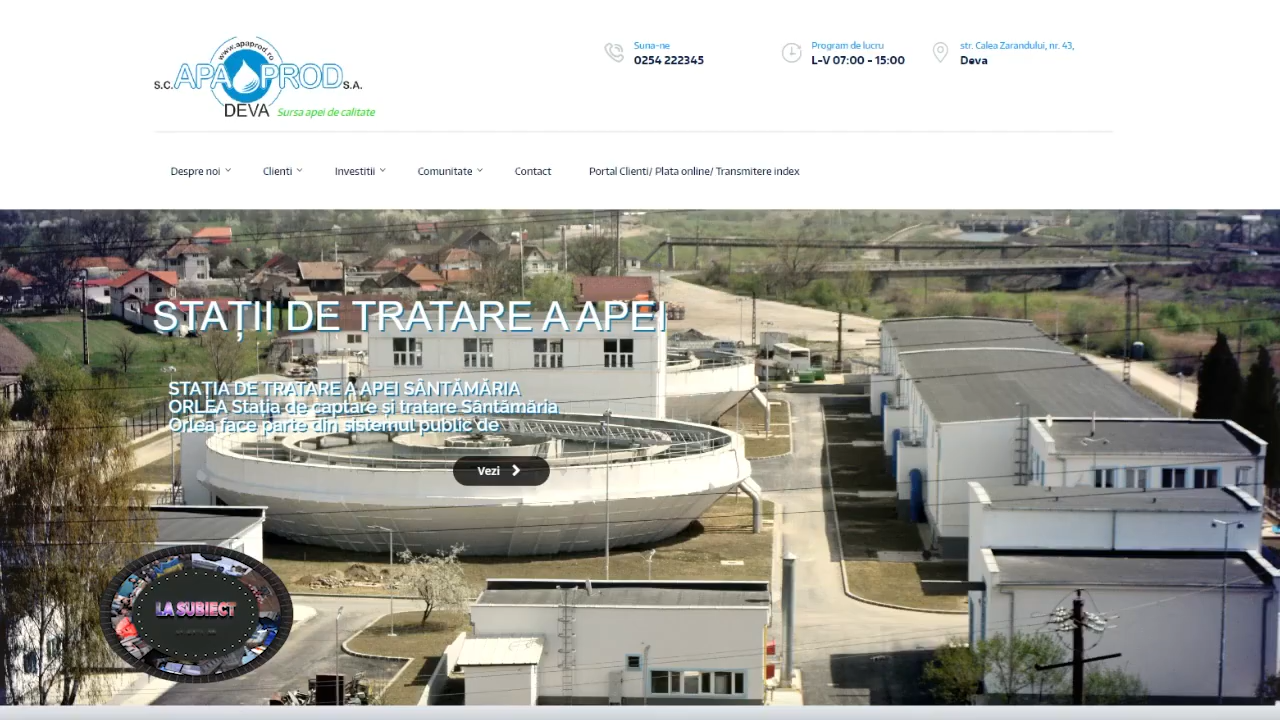 www.apaprod.ro
S.C. APA PROD S.A.
DEVA Sursa apei de calitate
Suna-ne
0254 222345
Program de lucru
L-V 07:00 - 15:00
str. Calea Zarandului, nr. 43,
Deva
Despre noi
Clienti
Investitii
Comunitate
Contact
Portal Clienti/ Plata online/ Transmitere index
STAȚII DE TRATARE A APEI
STAȚIA DE TRATARE A APEI SÂNTĂMĂRIA
ORLEA Stația de captare și tratare Sântămăria
Orlea face parte din sistemul public de
Vezi
LA SUBIECT